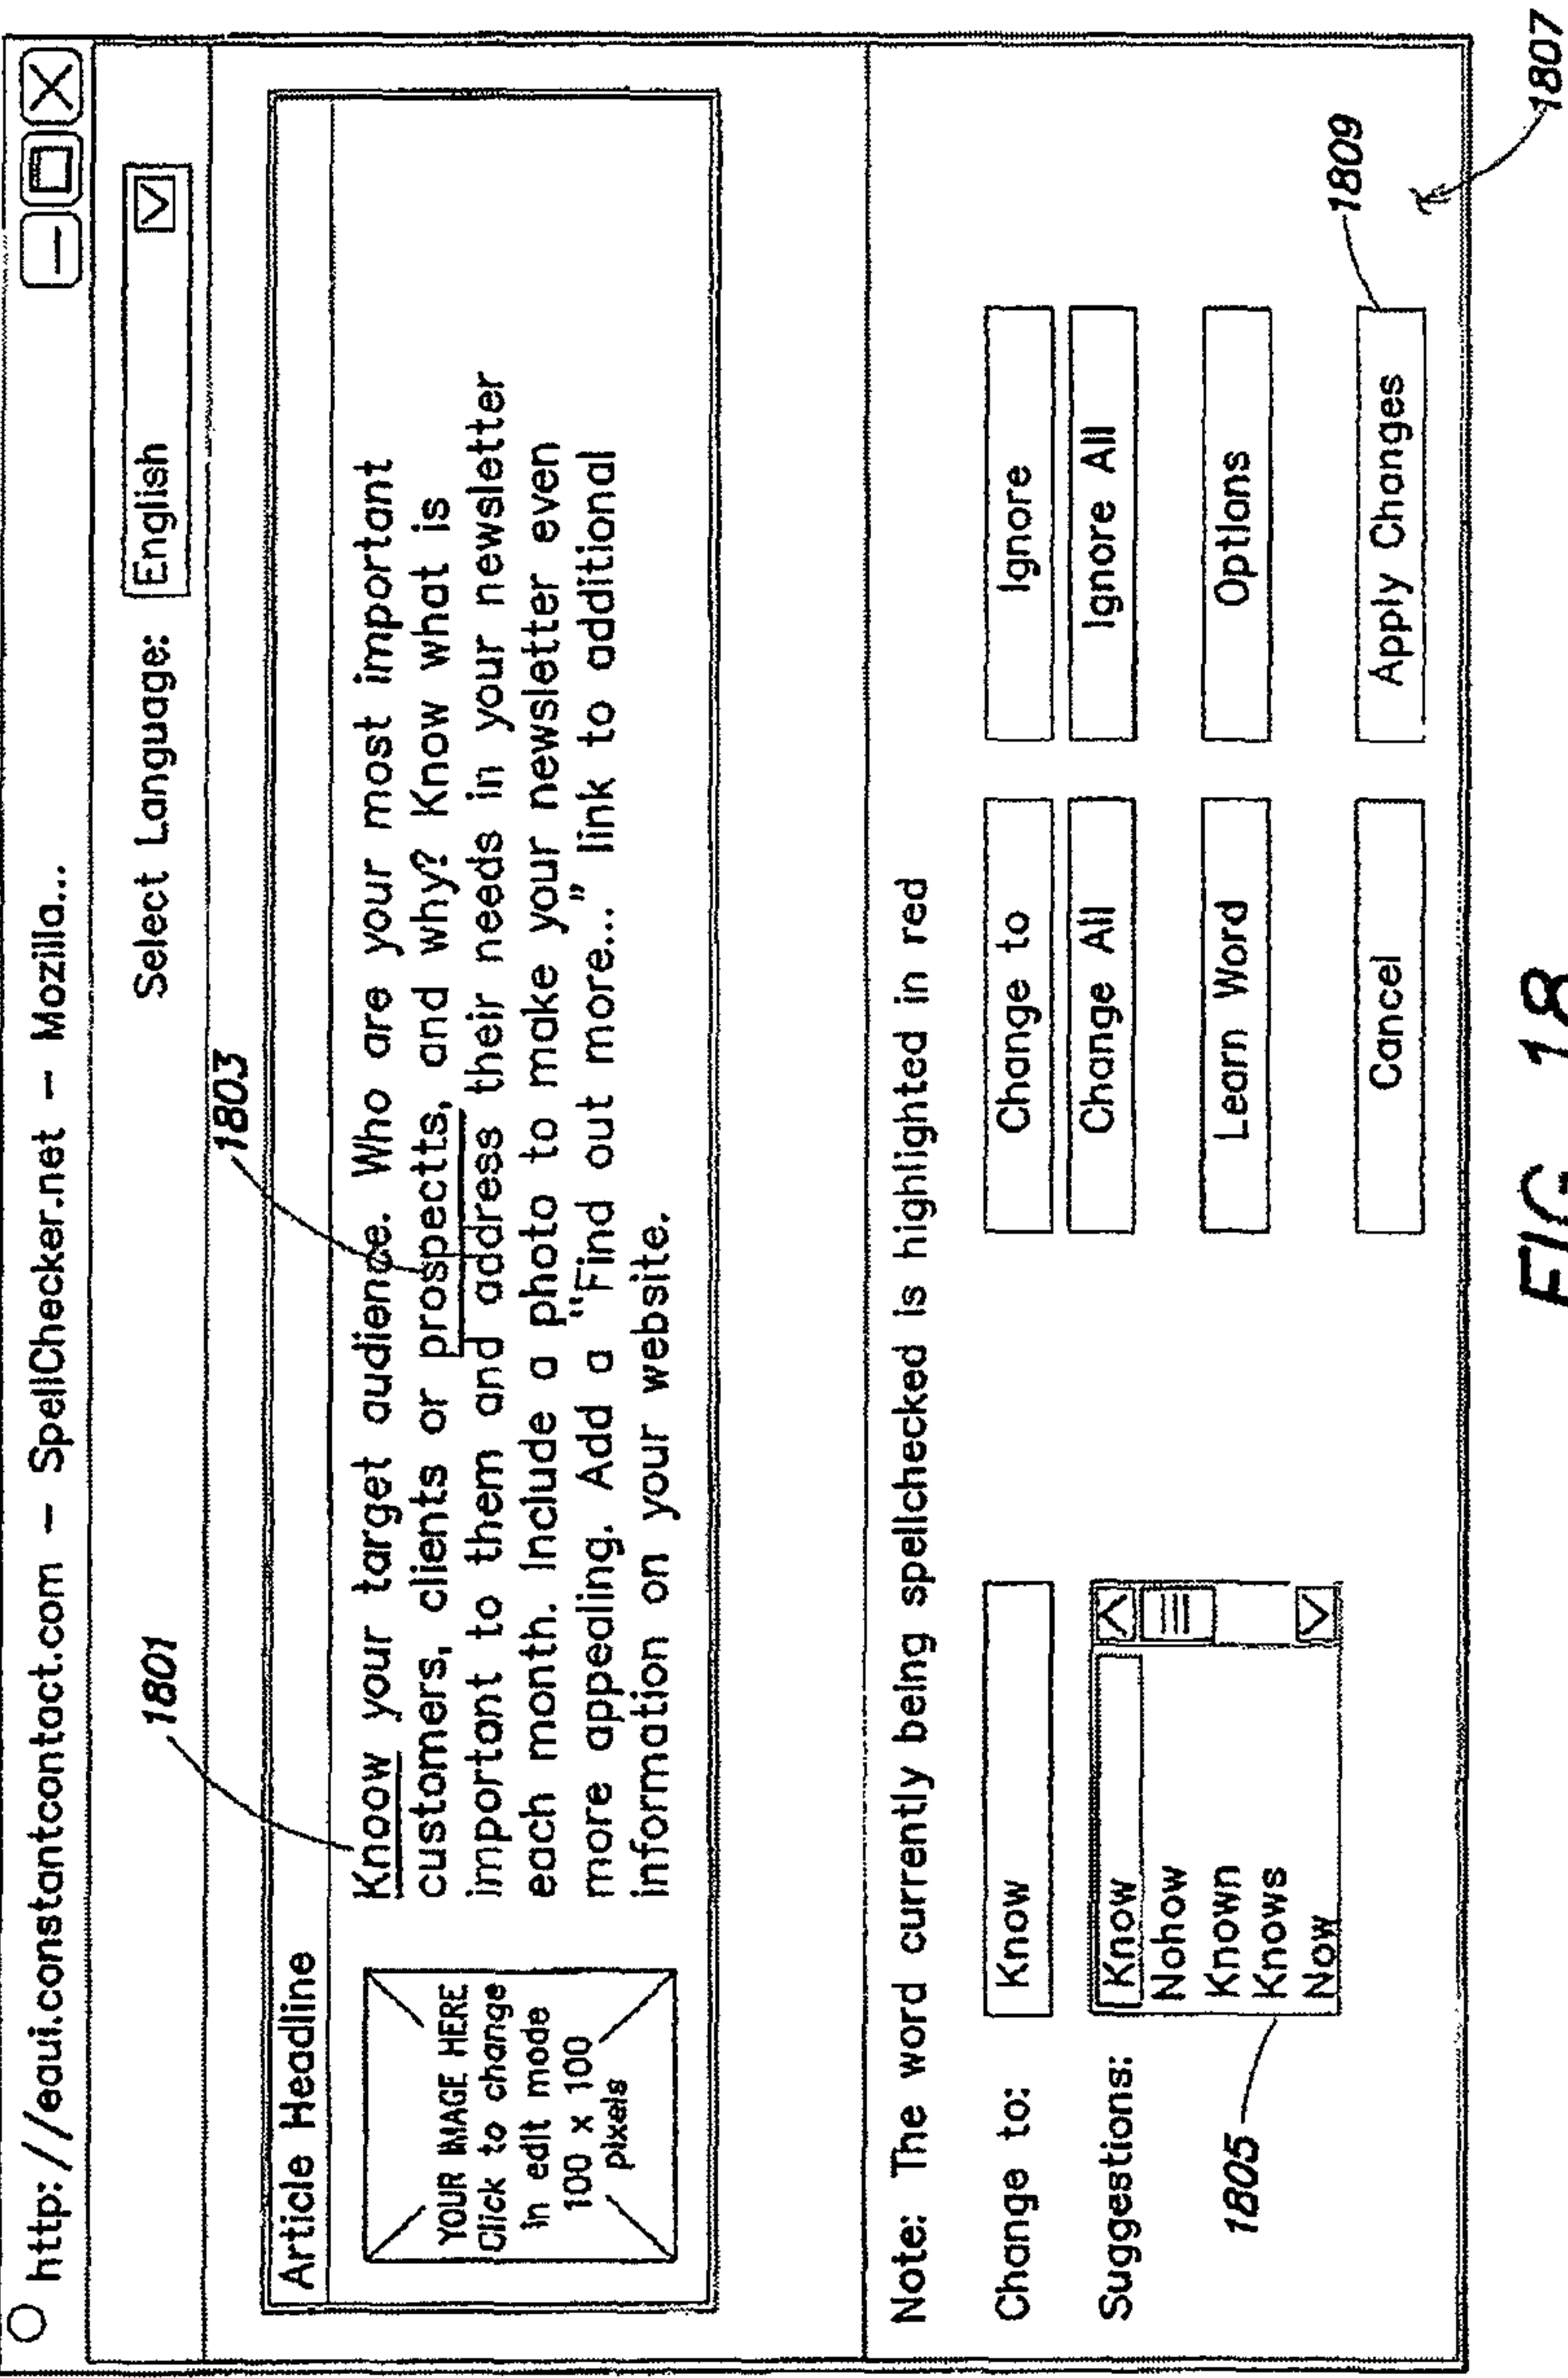 http://eaui.constantcontact.com – SpellChecker.net – Mozilla...
Select Language: English
1801
1803
Article Headline
YOUR IMAGE HERE
Click to change
in edit mode
100 x 100
pixels
Knoow your target audience. Who are your most important
customers, clients or prospectts, and why? Know what is
important to them and address their needs in your newsletter
each month. Include a photo to make your newsletter even
more appealing. Add a "Find out more..." link to additional
information on your website.
Note: The word currently being spellchecked is highlighted in red
Change to: Know
Change to Ignore
Suggestions:
Know
Nohow
Known
Knows
Now
Change All Ignore All
Learn Word Options
Cancel Apply Changes
1805
1809
1807
FIG. 18